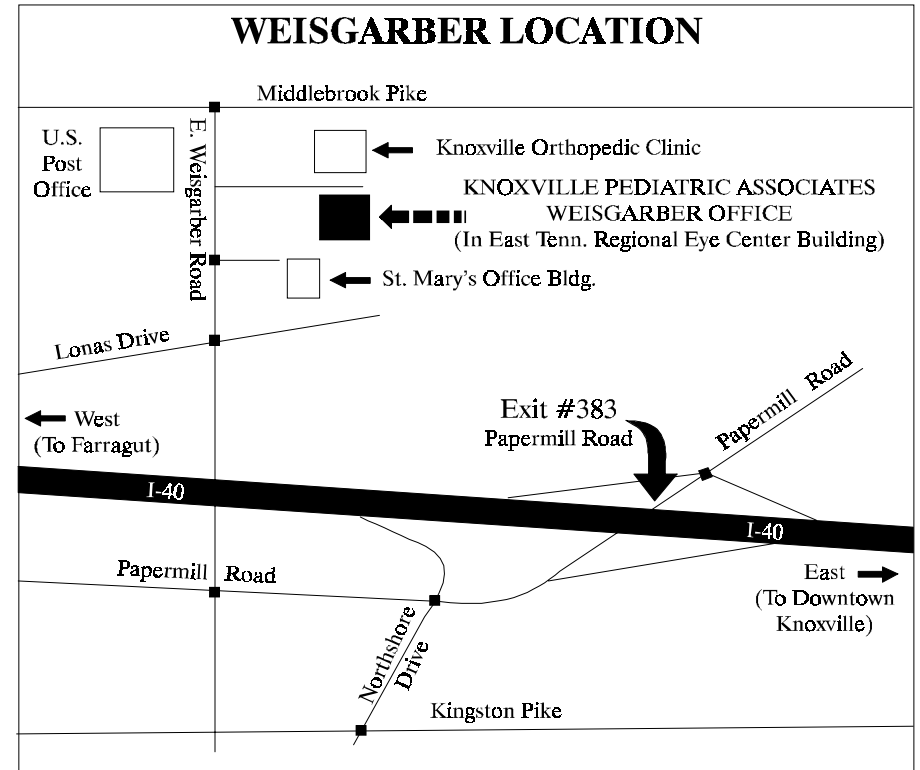 WEISGARBER LOCATION
Middlebrook Pike
U.S.
Post
Office
E. Weisgarber Road
Knoxville Orthopedic Clinic
KNOXVILLE PEDIATRIC ASSOCIATES
WEISGARBER OFFICE
(In East Tenn. Regional Eye Center Building)
St. Mary's Office Bldg.
Lonas Drive
West
(To Farragut)
Exit #383
Papermill Road
Papermill Road
I-40
I-40
Papermill Road
East
(To Downtown
Knoxville)
Northshore
Drive
Kingston Pike